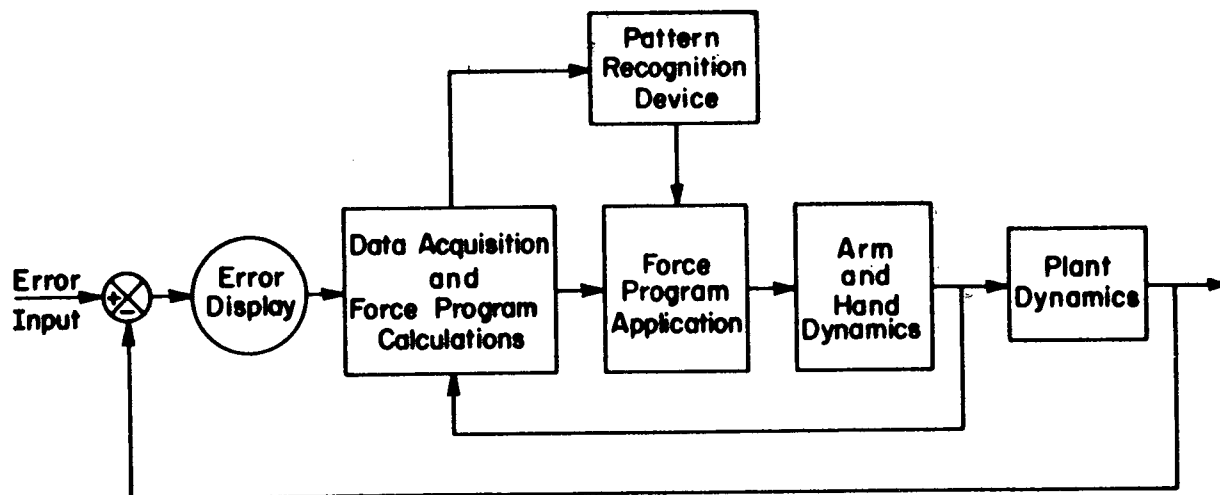 Pattern
Recognition
Device
Error
Input
+
-
Error
Display
Data Acquisition
and
Force Program
Calculations
Force
Program
Application
Arm
and
Hand
Dynamics
Plant
Dynamics